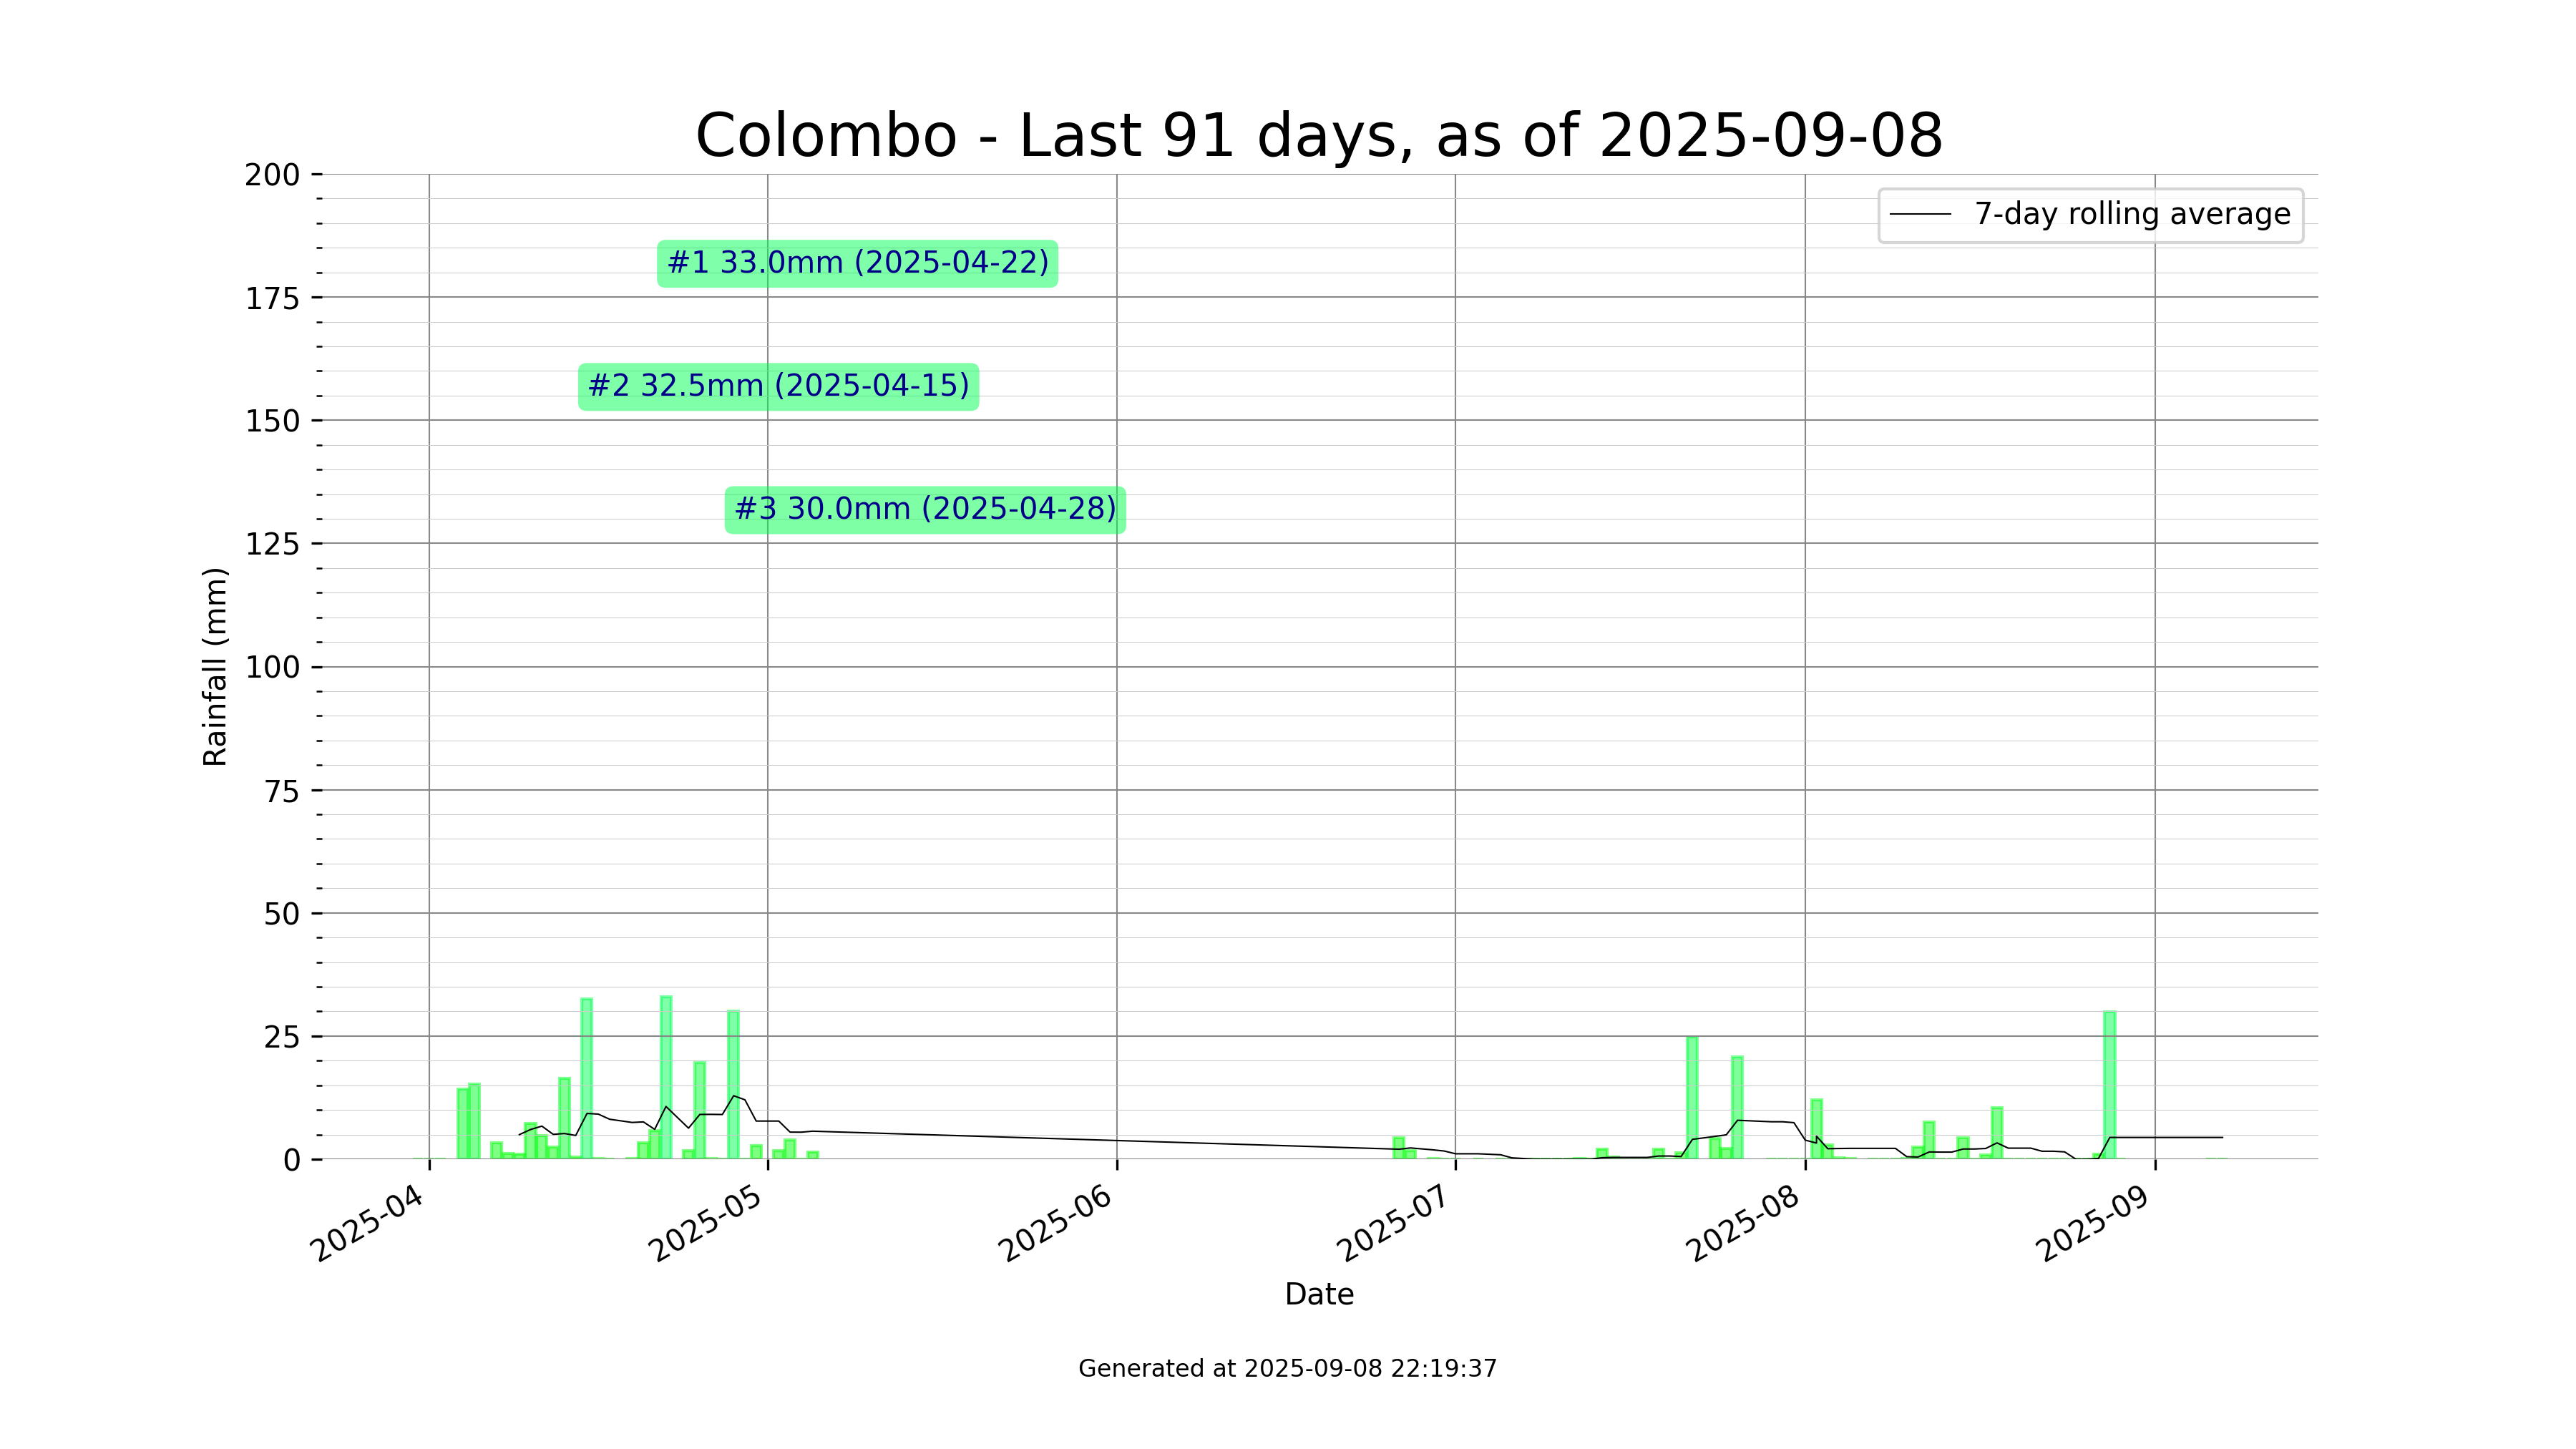 Colombo - Last 91 days, as of 2025-09-08
7-day rolling average
#1 33.0mm (2025-04-22)
#2 32.5mm (2025-04-15)
#3 30.0mm (2025-04-28)
Rainfall (mm)
200
175
150
125
100
75
50
25
0
2025-04
2025-05
2025-06
2025-07
2025-08
2025-09
Date
Generated at 2025-09-08 22:19:37